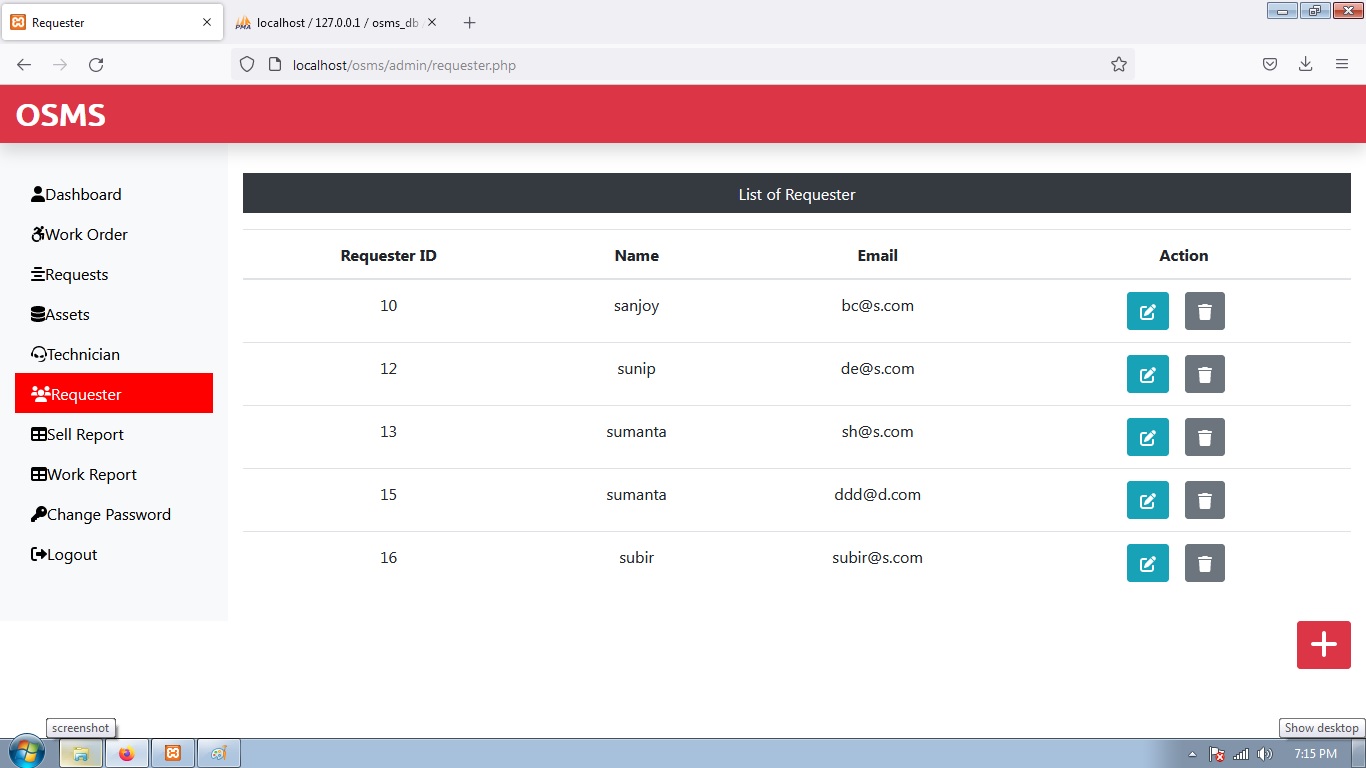 Requester
localhost / 127.0.0.1 / osms_db
localhost/osms/admin/requester.php
OSMS
Dashboard
Work Order
Requests
Assets
Technician
Requester
Sell Report
Work Report
Change Password
Logout
List of Requester
Requester ID Name Email Action
10 sanjoy bc@s.com
12 sunip de@s.com
13 sumanta sh@s.com
15 sumanta ddd@d.com
16 subir subir@s.com
screenshot
Show desktop
7:15 PM